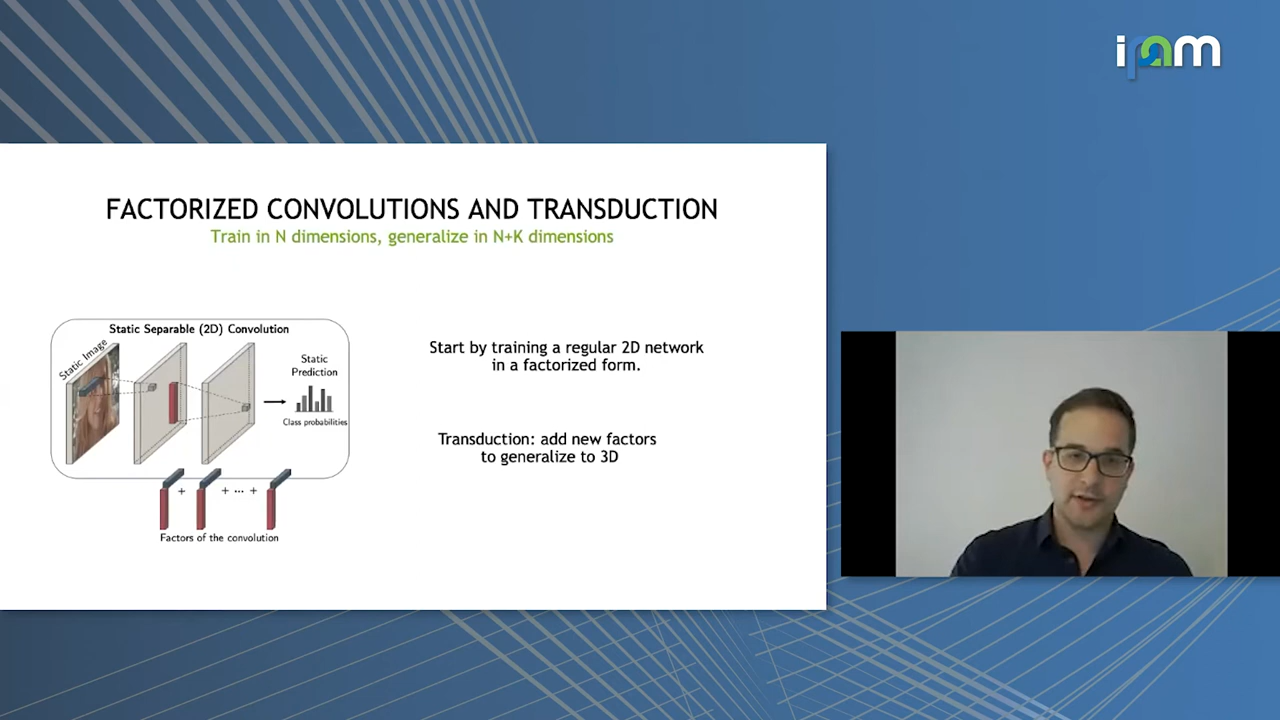 ipam
FACTORIZED CONVOLUTIONS AND TRANSDUCTION
Train in N dimensions, generalize in N+K dimensions
Static Separable (2D) Convolution
Static Image
Static
Prediction
Class probabilities
+ + ... +
Factors of the convolution
Start by training a regular 2D network
in a factorized form.
Transduction: add new factors
to generalize to 3D